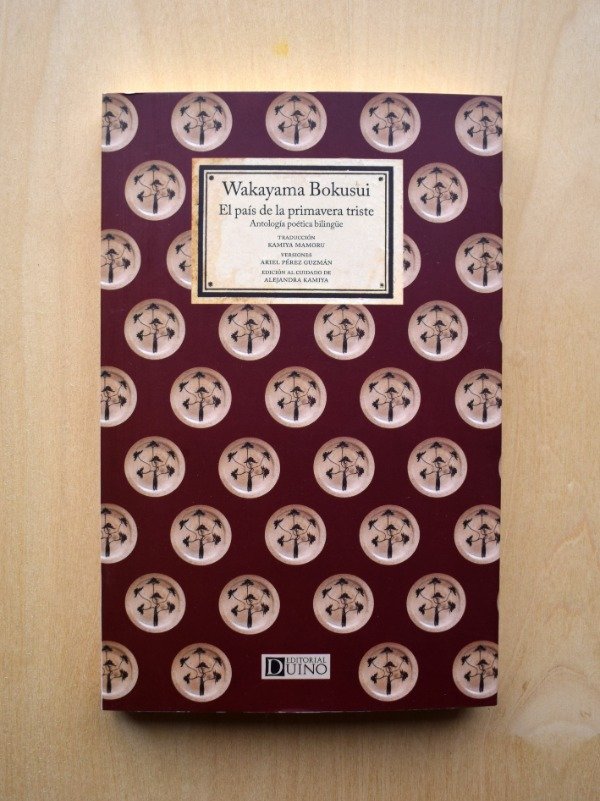 Wakayama Bokusui
El país de la primavera triste
Antología poética bilingüe
TRADUCCIÓN
KAMIYA MAMORU
VERSIONES
ARIEL PÉREZ GUZMÁN
EDICIÓN AL CUIDADO DE
ALEJANDRA KAMIYA
EDITORIAL
DUINO